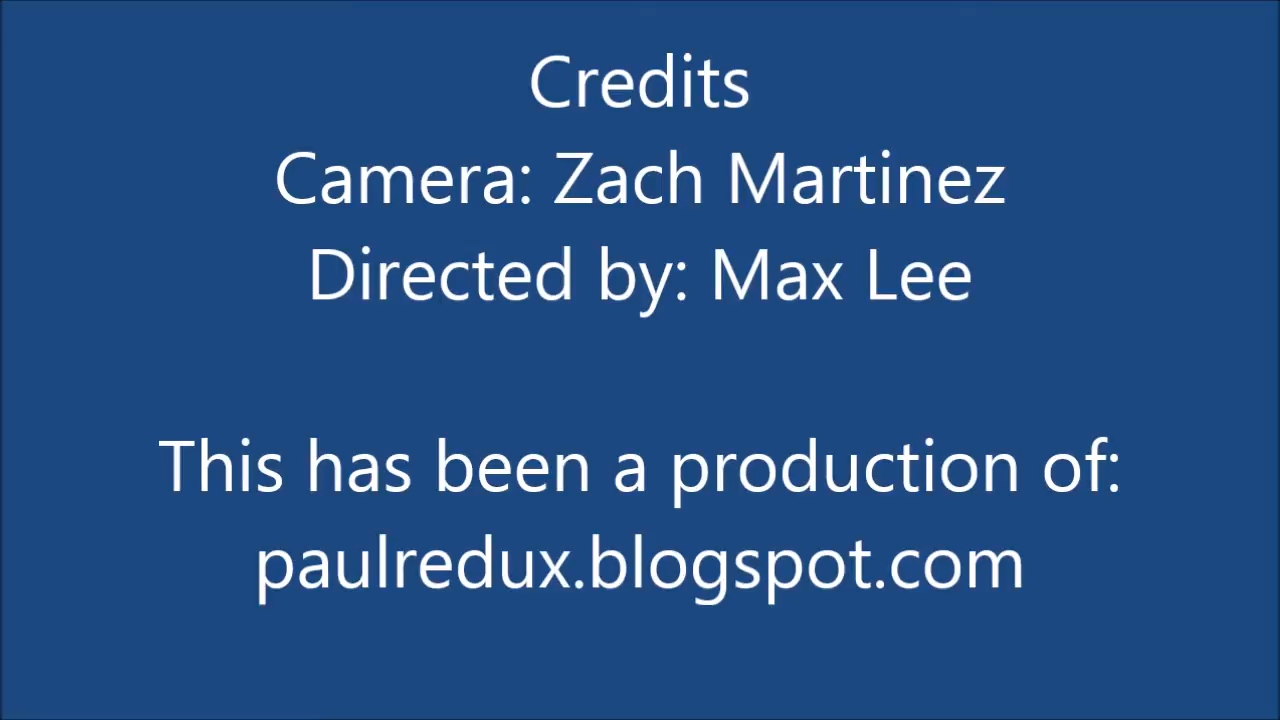 Credits
Camera: Zach Martinez
Directed by: Max Lee
This has been a production of:
paulredux.blogspot.com